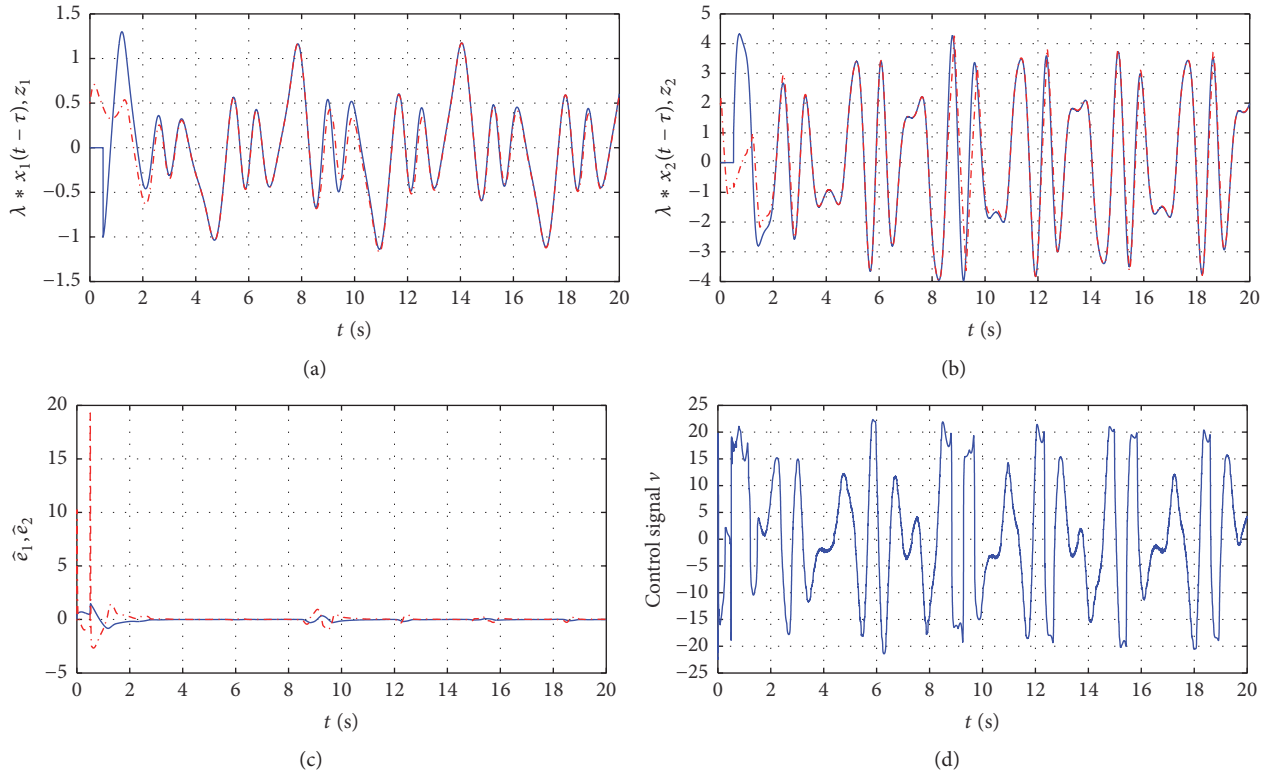 1.5
1
0.5
0
−0.5
−1
−1.5
λ ∗ x₁(t − τ), z₁
0 2 4 6 8 10 12 14 16 18 20
t (s)
(a)
5
4
3
2
1
0
−1
−2
−3
−4
λ ∗ x₂(t − τ), z₂
0 2 4 6 8 10 12 14 16 18 20
t (s)
(b)
20
15
10
5
0
−5
ê₁, ê₂
0 2 4 6 8 10 12 14 16 18 20
t (s)
(c)
25
20
15
10
5
0
−5
−10
−15
−20
−25
Control signal v
0 2 4 6 8 10 12 14 16 18 20
t (s)
(d)